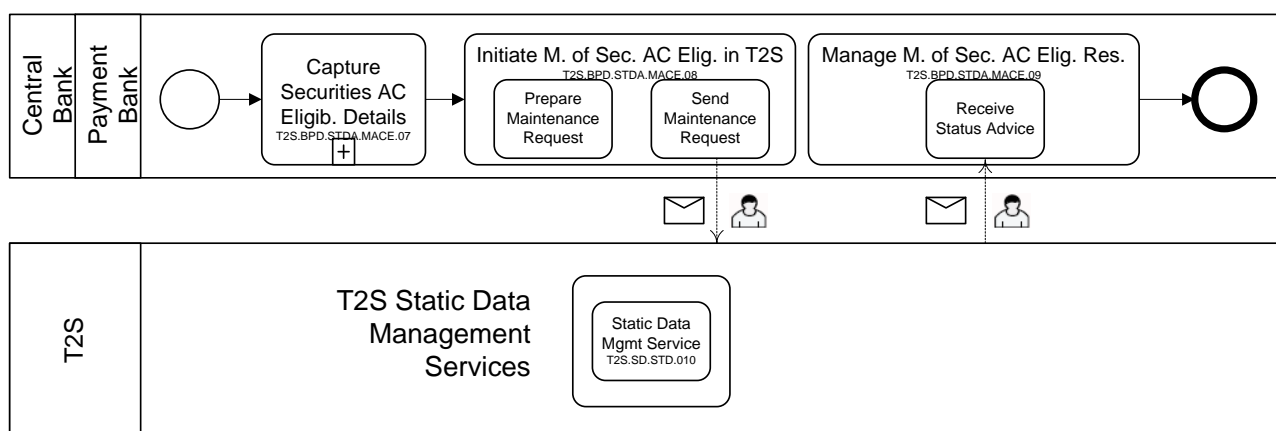 Central
Bank
Payment
Bank
Capture
Securities AC
Eligib. Details
T2S.BPD.STDA.MACE.07
+
Initiate M. of Sec. AC Elig. in T2S
T2S.BPD.STDA.MACE.08
Prepare
Maintenance
Request
Send
Maintenance
Request
Manage M. of Sec. AC Elig. Res.
T2S.BPD.STDA.MACE.09
Receive
Status Advice
T2S
T2S Static Data
Management
Services
Static Data
Mgmt Service
T2S.SD.STD.010